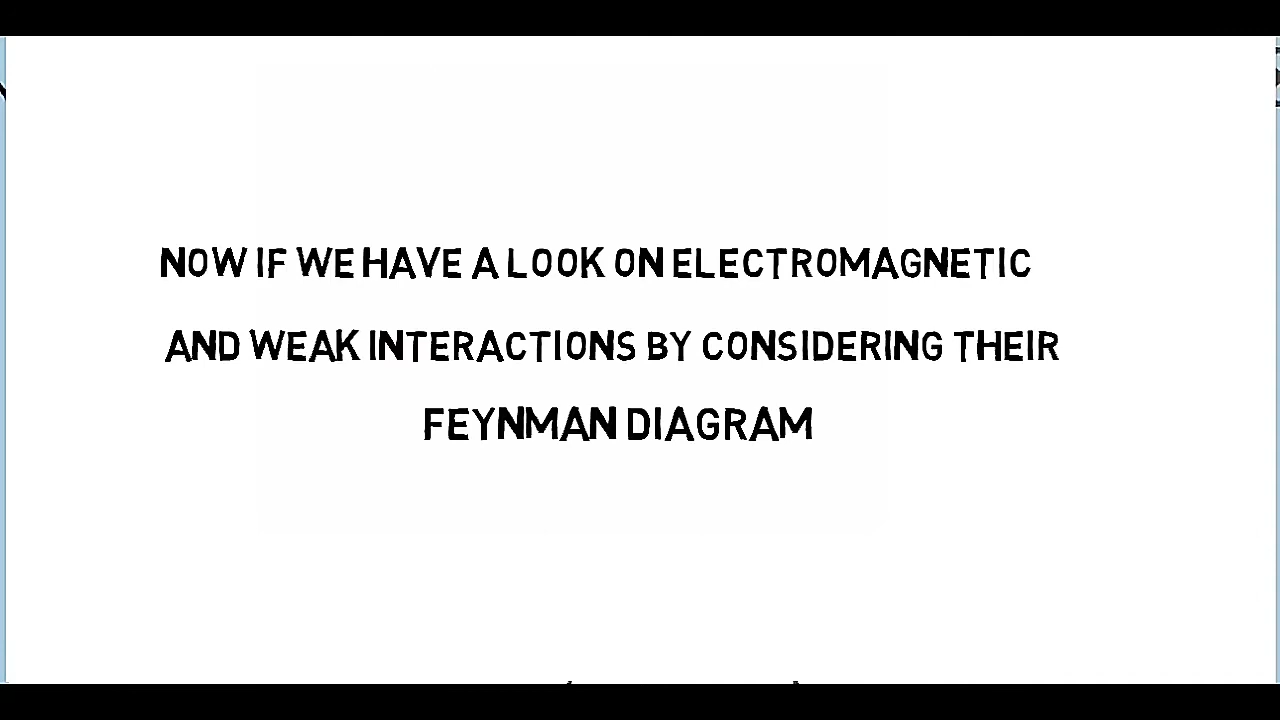 NOW IF WE HAVE A LOOK ON ELECTROMAGNETIC
AND WEAK INTERACTIONS BY CONSIDERING THEIR
FEYNMAN DIAGRAM